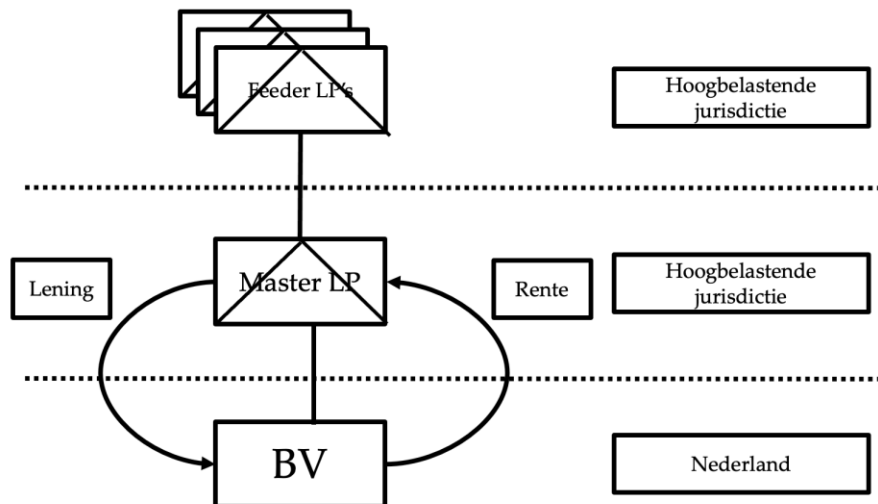 Feeder LP's
Hoogbelastende
jurisdictie
Lening
Master LP
Rente
Hoogbelastende
jurisdictie
BV
Nederland